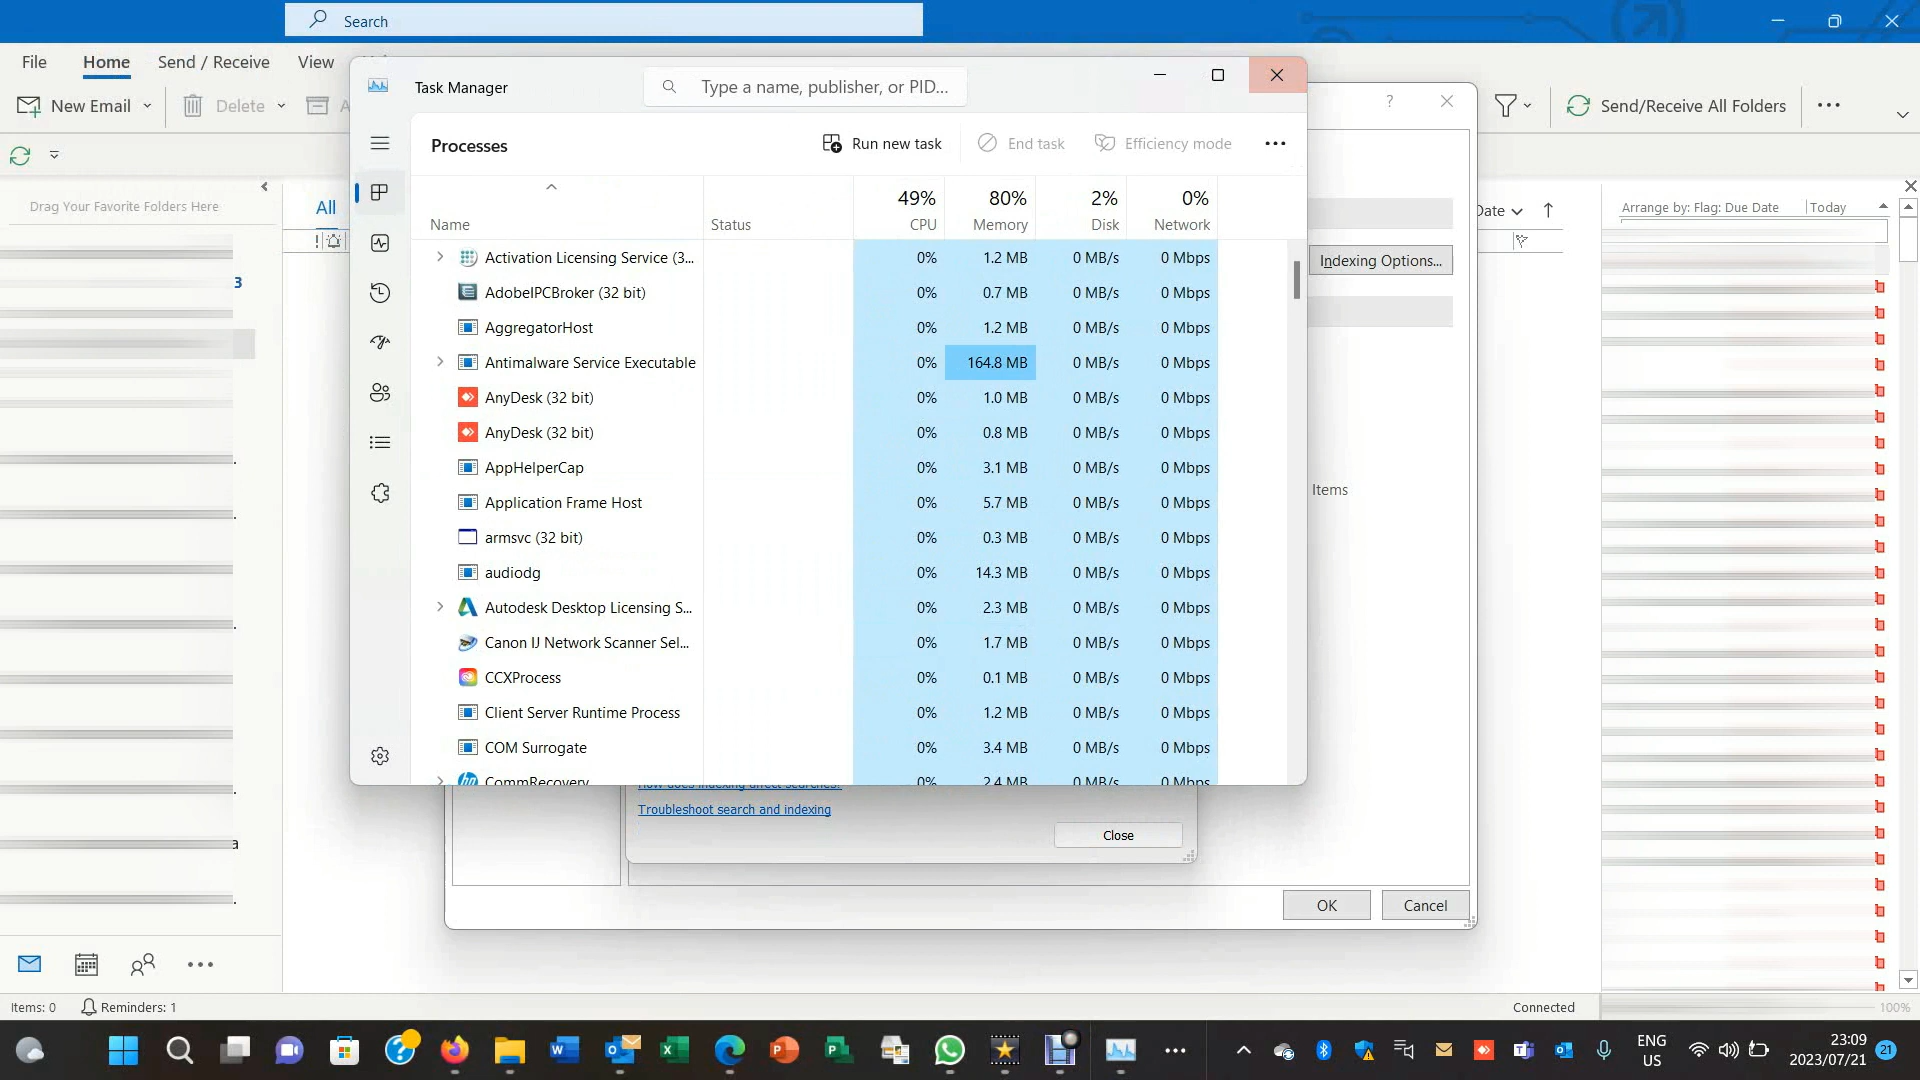 Search
File
Home
Send / Receive
View
New Email
Delete
Task Manager
Type a name, publisher, or PID...
?
Send/Receive All Folders
Processes
Run new task
End task
Efficiency mode
Drag Your Favorite Folders Here
All
Name
Status
49%
CPU
80%
Memory
2%
Disk
0%
Network
Arrange by: Flag: Due Date
Today
3
Activation Licensing Service (3...
0%
1.2 MB
0 MB/s
0 Mbps
Indexing Options...
AdobeIPCBroker (32 bit)
0%
0.7 MB
0 MB/s
0 Mbps
AggregatorHost
0%
1.2 MB
0 MB/s
0 Mbps
Antimalware Service Executable
0%
164.8 MB
0 MB/s
0 Mbps
AnyDesk (32 bit)
0%
1.0 MB
0 MB/s
0 Mbps
AnyDesk (32 bit)
0%
0.8 MB
0 MB/s
0 Mbps
AppHelperCap
0%
3.1 MB
0 MB/s
0 Mbps
Application Frame Host
0%
5.7 MB
0 MB/s
0 Mbps
Items
armsvc (32 bit)
0%
0.3 MB
0 MB/s
0 Mbps
audiodg
0%
14.3 MB
0 MB/s
0 Mbps
Autodesk Desktop Licensing S...
0%
2.3 MB
0 MB/s
0 Mbps
Canon IJ Network Scanner Sel...
0%
1.7 MB
0 MB/s
0 Mbps
CCXProcess
0%
0.1 MB
0 MB/s
0 Mbps
Client Server Runtime Process
0%
1.2 MB
0 MB/s
0 Mbps
COM Surrogate
0%
3.4 MB
0 MB/s
0 Mbps
CommRecovery
0%
2.4 MB
0 MB/s
0 Mbps
How does indexing affect searches?
Troubleshoot search and indexing
Close
OK
Cancel
Items: 0
Reminders: 1
Connected
100%
ENG
US
23:09
2023/07/21
21